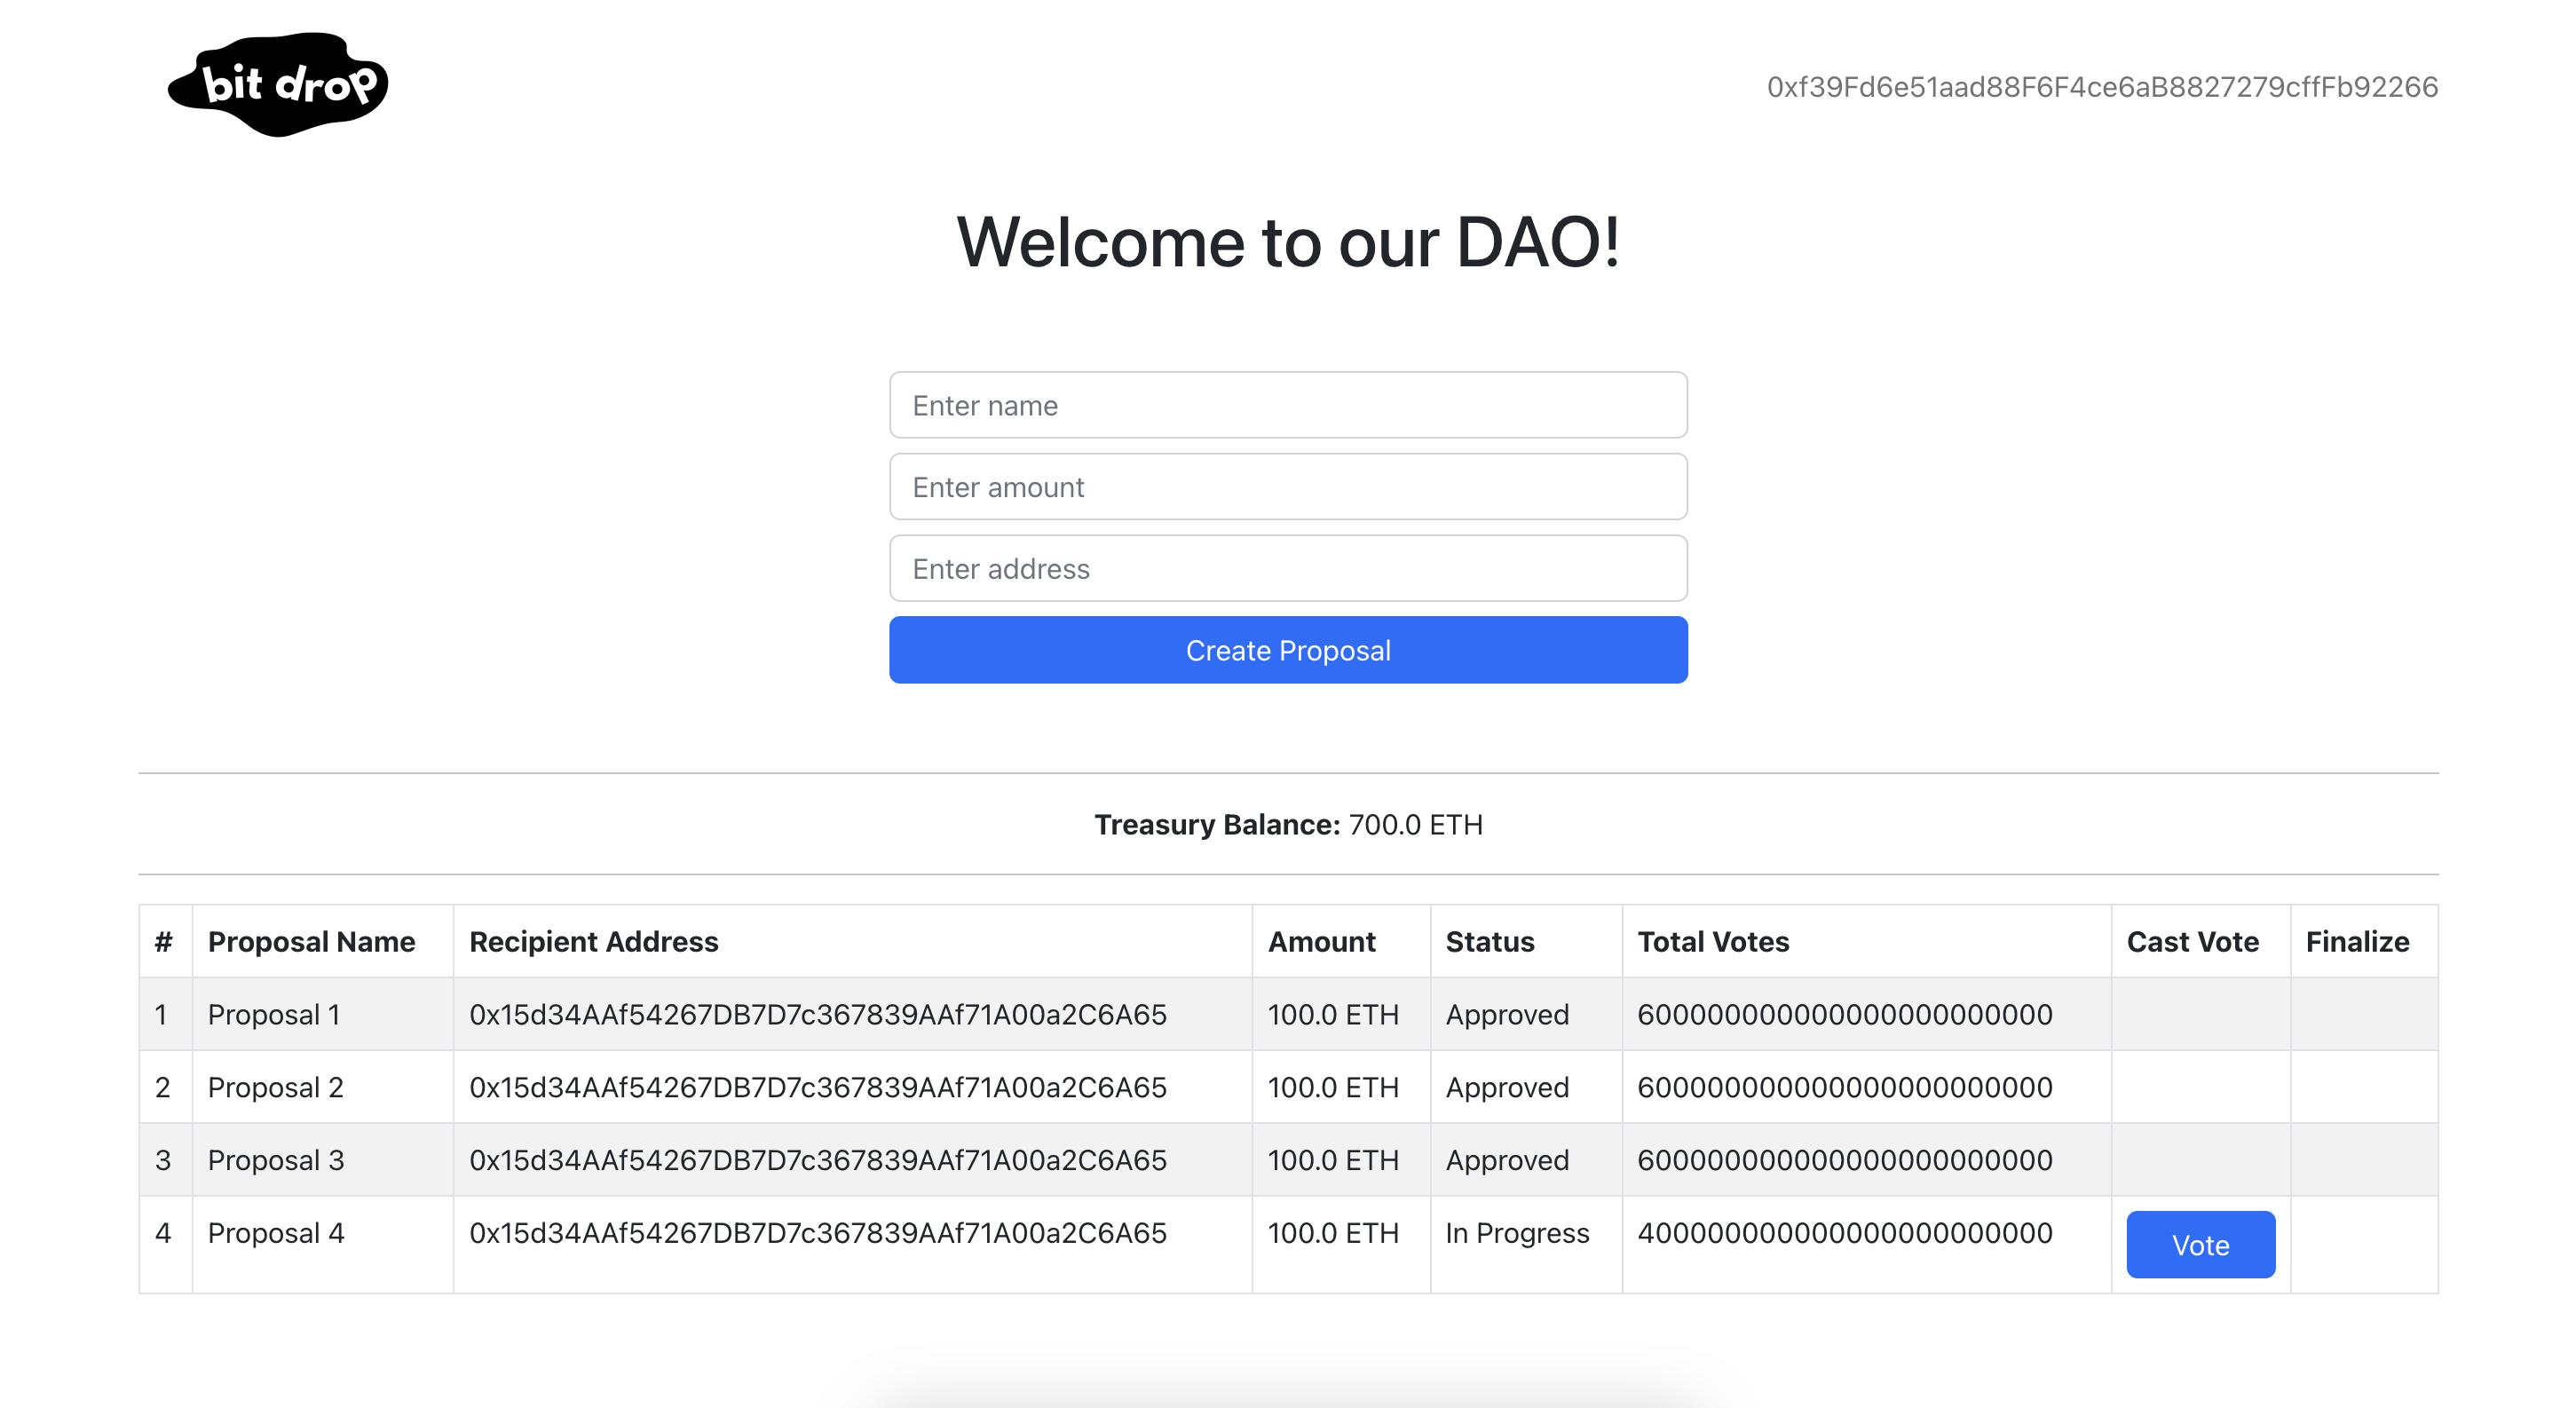 bit drop
0xf39Fd6e51aad88F6F4ce6aB8827279cffFb92266
Welcome to our DAO!
Enter name
Enter amount
Enter address
Create Proposal
Treasury Balance: 700.0 ETH
# Proposal Name Recipient Address Amount Status Total Votes Cast Vote Finalize
1 Proposal 1 0x15d34AAf54267DB7D7c367839AAf71A00a2C6A65 100.0 ETH Approved 600000000000000000000000
2 Proposal 2 0x15d34AAf54267DB7D7c367839AAf71A00a2C6A65 100.0 ETH Approved 600000000000000000000000
3 Proposal 3 0x15d34AAf54267DB7D7c367839AAf71A00a2C6A65 100.0 ETH Approved 600000000000000000000000
4 Proposal 4 0x15d34AAf54267DB7D7c367839AAf71A00a2C6A65 100.0 ETH In Progress 400000000000000000000000 Vote